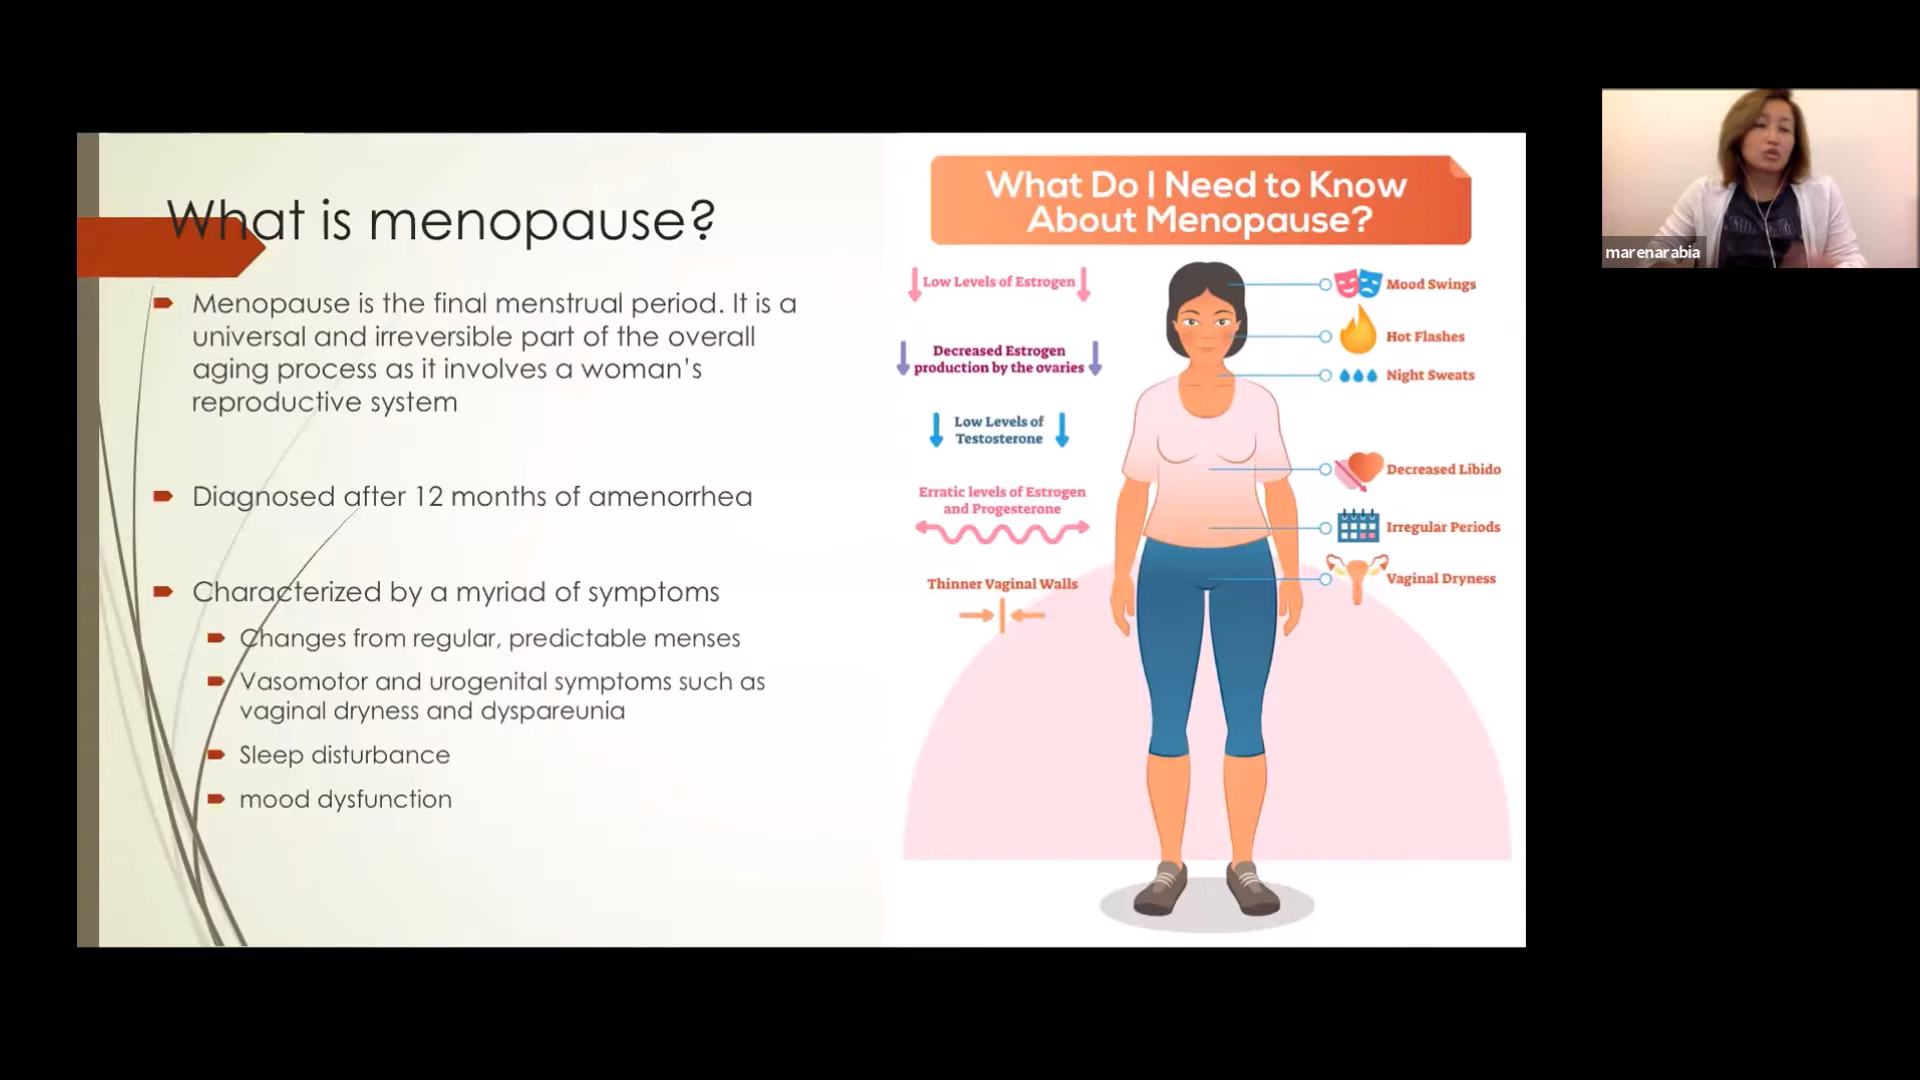 What is menopause?
Menopause is the final menstrual period. It is a
universal and irreversible part of the overall
aging process as it involves a woman’s
reproductive system
Diagnosed after 12 months of amenorrhea
Characterized by a myriad of symptoms
Changes from regular, predictable menses
Vasomotor and urogenital symptoms such as
vaginal dryness and dyspareunia
Sleep disturbance
mood dysfunction
What Do I Need to Know
About Menopause?
Low Levels of Estrogen
Decreased Estrogen
production by the ovaries
Low Levels of
Testosterone
Erratic levels of Estrogen
and Progesterone
Thinner Vaginal Walls
Mood Swings
Hot Flashes
Night Sweats
Decreased Libido
Irregular Periods
Vaginal Dryness
marenarabia